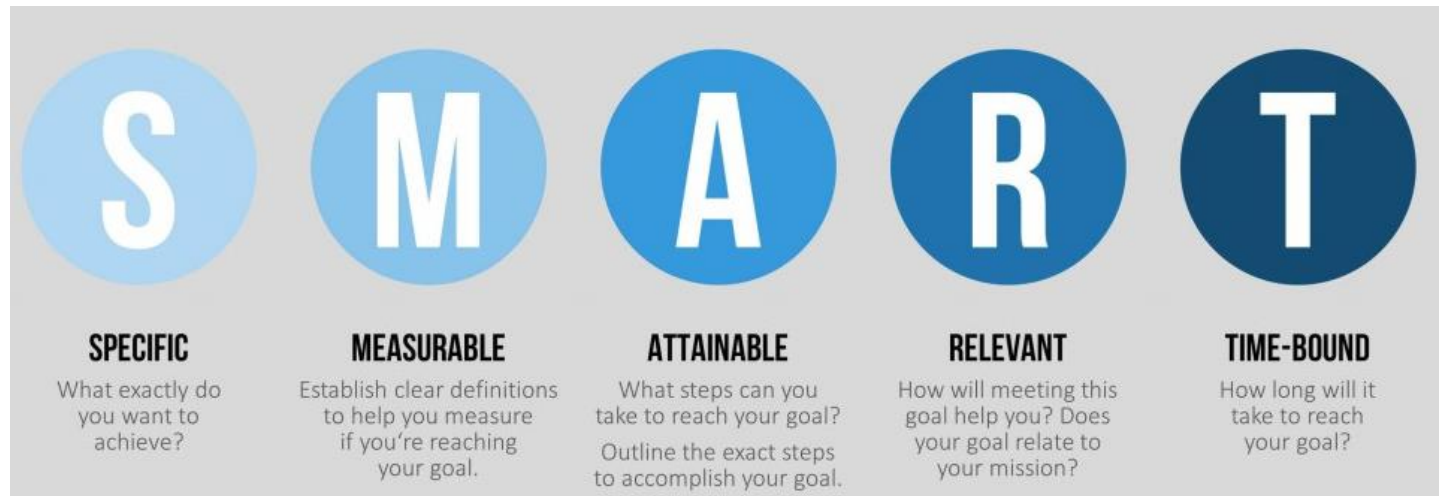 S
M
A
R
T
SPECIFIC
What exactly do
you want to
achieve?
MEASURABLE
Establish clear definitions
to help you measure
if you‘re reaching
your goal.
ATTAINABLE
What steps can you
take to reach your goal?
Outline the exact steps
to accomplish your goal.
RELEVANT
How will meeting this
goal help you? Does
your goal relate to
your mission?
TIME-BOUND
How long will it
take to reach
your goal?